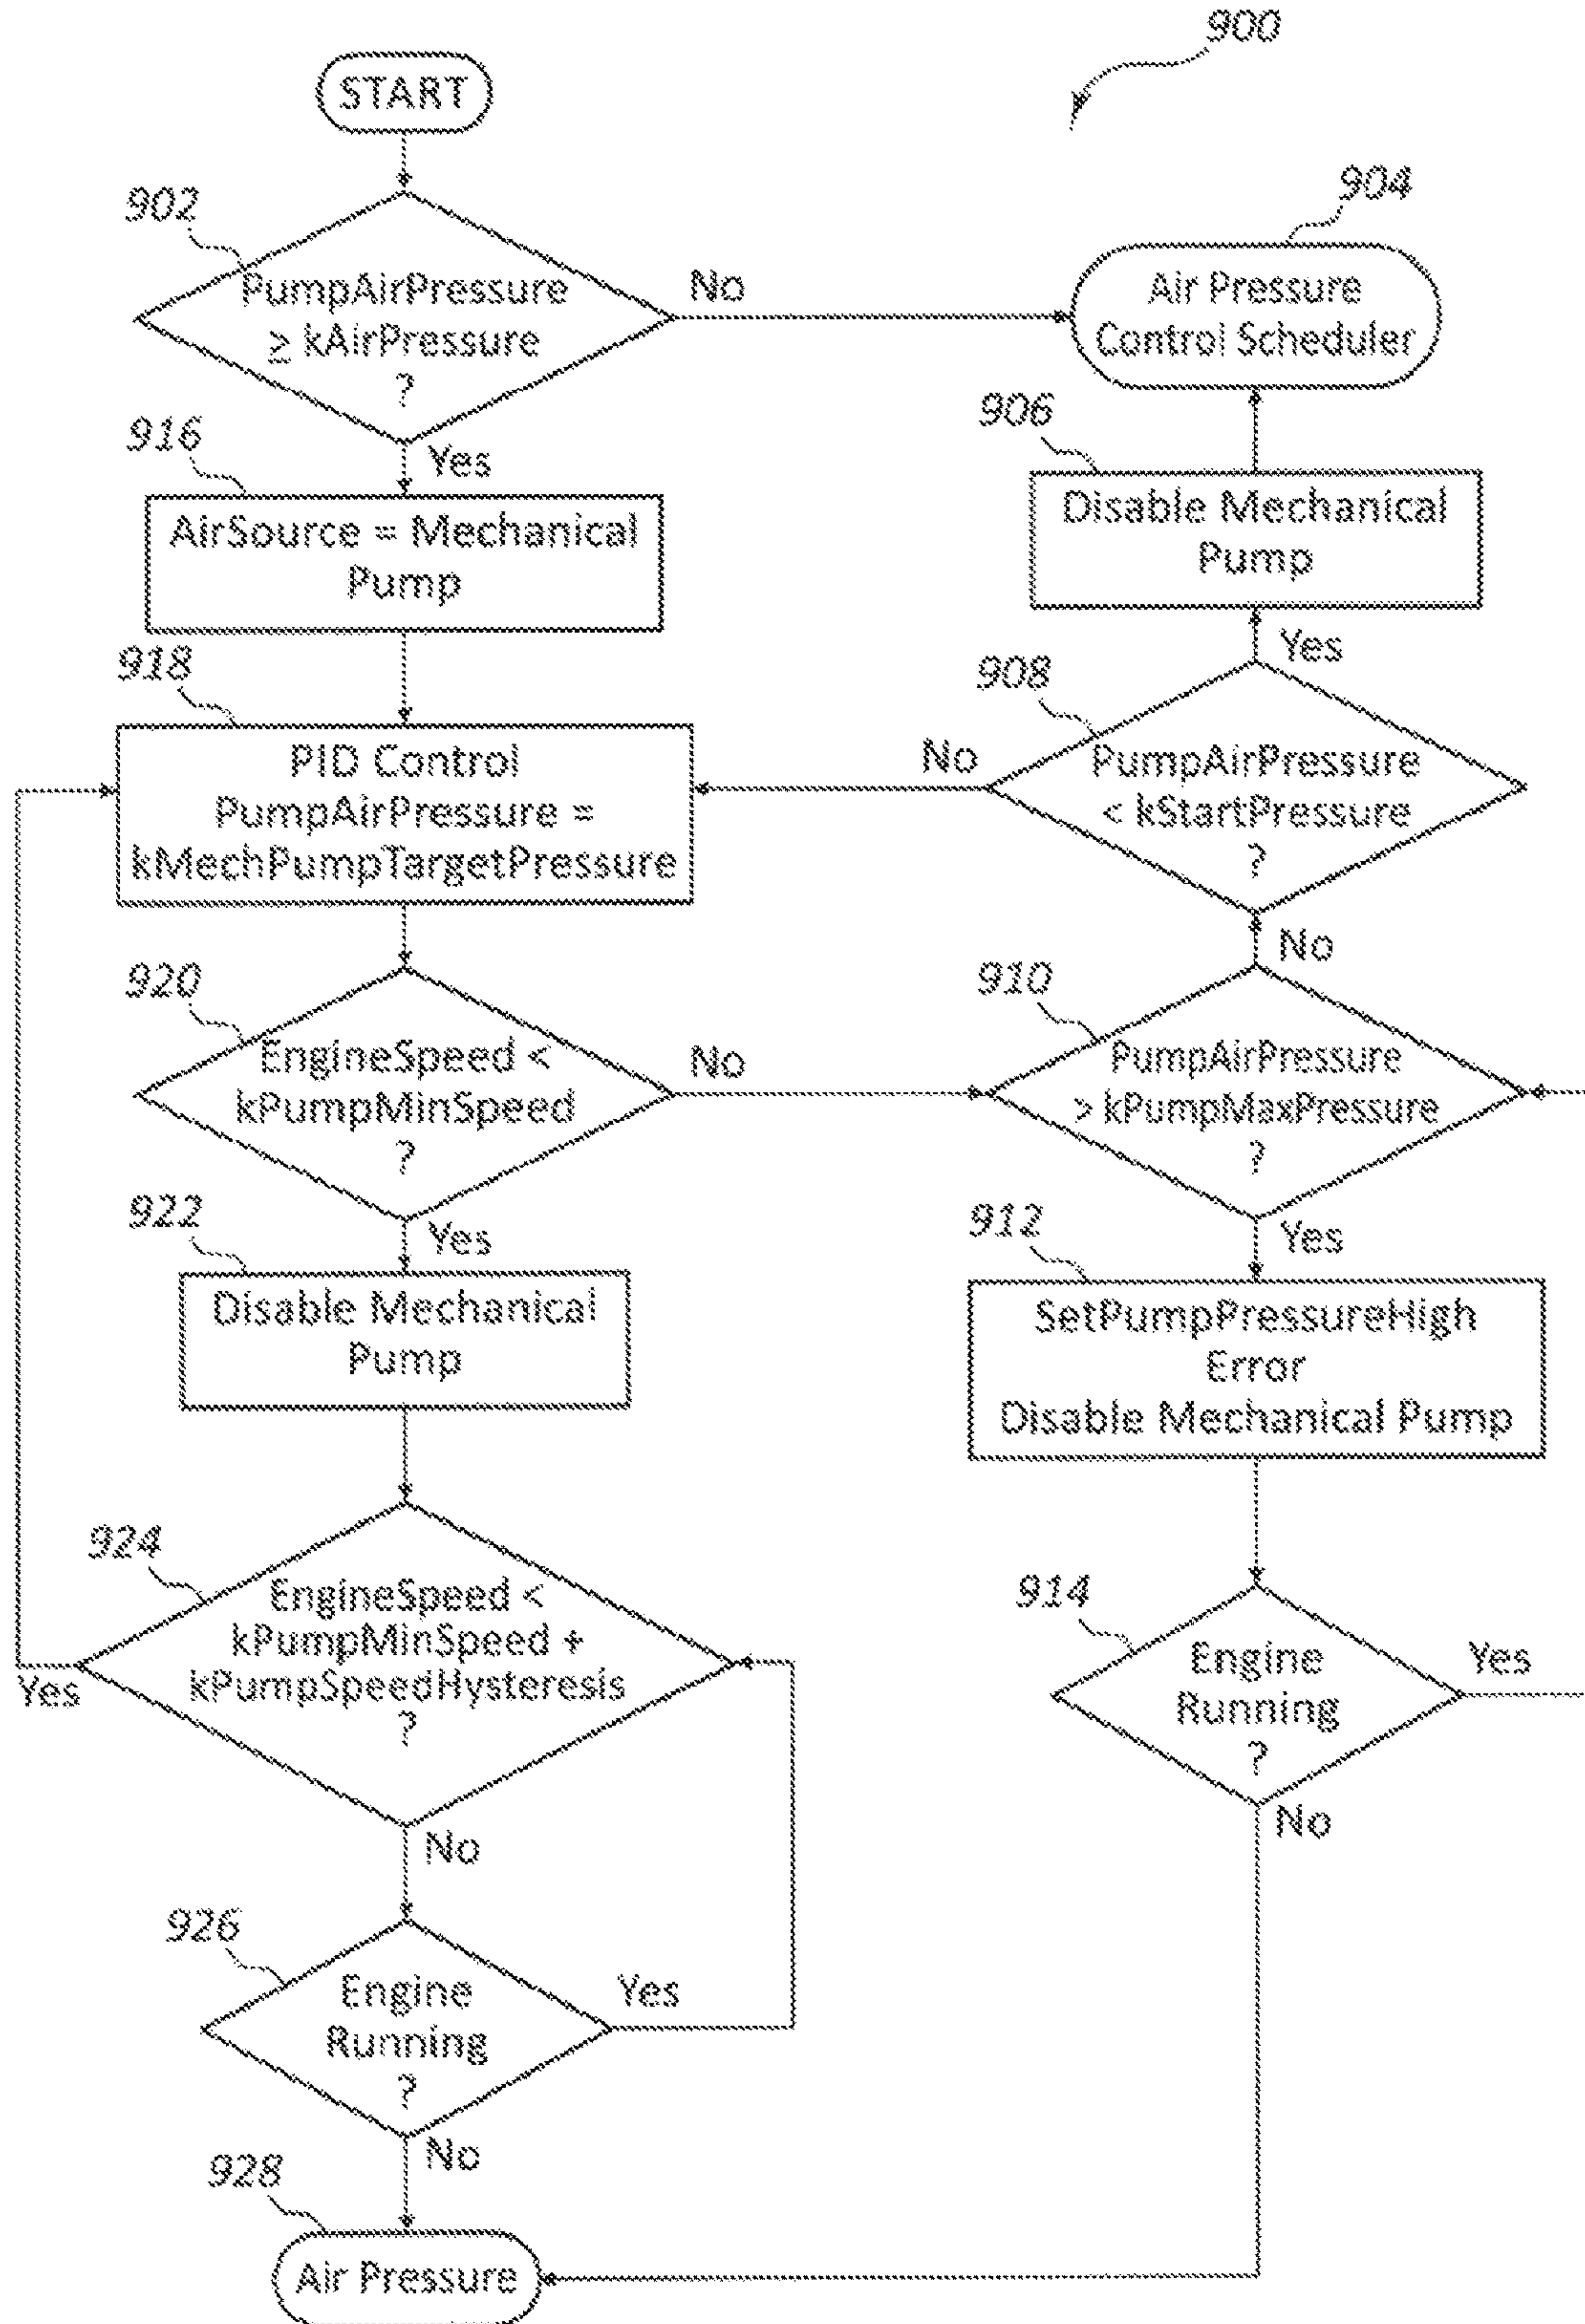 900
START
902
PumpAirPressure
≥ kAirPressure
?
No
Yes
904
Air Pressure
Control Scheduler
906
Disable Mechanical
Pump
Yes
916
AirSource = Mechanical
Pump
908
PumpAirPressure
< kStartPressure
?
No
918
PID Control
PumpAirPressure =
kMechPumpTargetPressure
No
910
PumpAirPressure
> kPumpMaxPressure
?
920
EngineSpeed <
kPumpMinSpeed
?
No
Yes
Yes
922
Disable Mechanical
Pump
912
SetPumpPressureHigh
Error
Disable Mechanical Pump
924
EngineSpeed <
kPumpMinSpeed +
kPumpSpeedHysteresis
?
Yes
No
914
Engine
Running
?
Yes
No
926
Engine
Running
?
Yes
No
928
Air Pressure